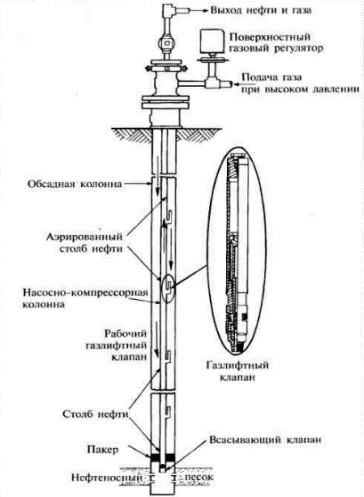 Выход нефти и газа
Поверхностный
газовый регулятор
Подача газа
при высоком давлении
Обсадная колонна
Аэрированный
столб нефти
Насосно-компрессорная
колонна
Рабочий
газлифтный
клапан
Газлифтный
клапан
Столб нефти
Пакер
Всасывающий клапан
Нефтеносный песок